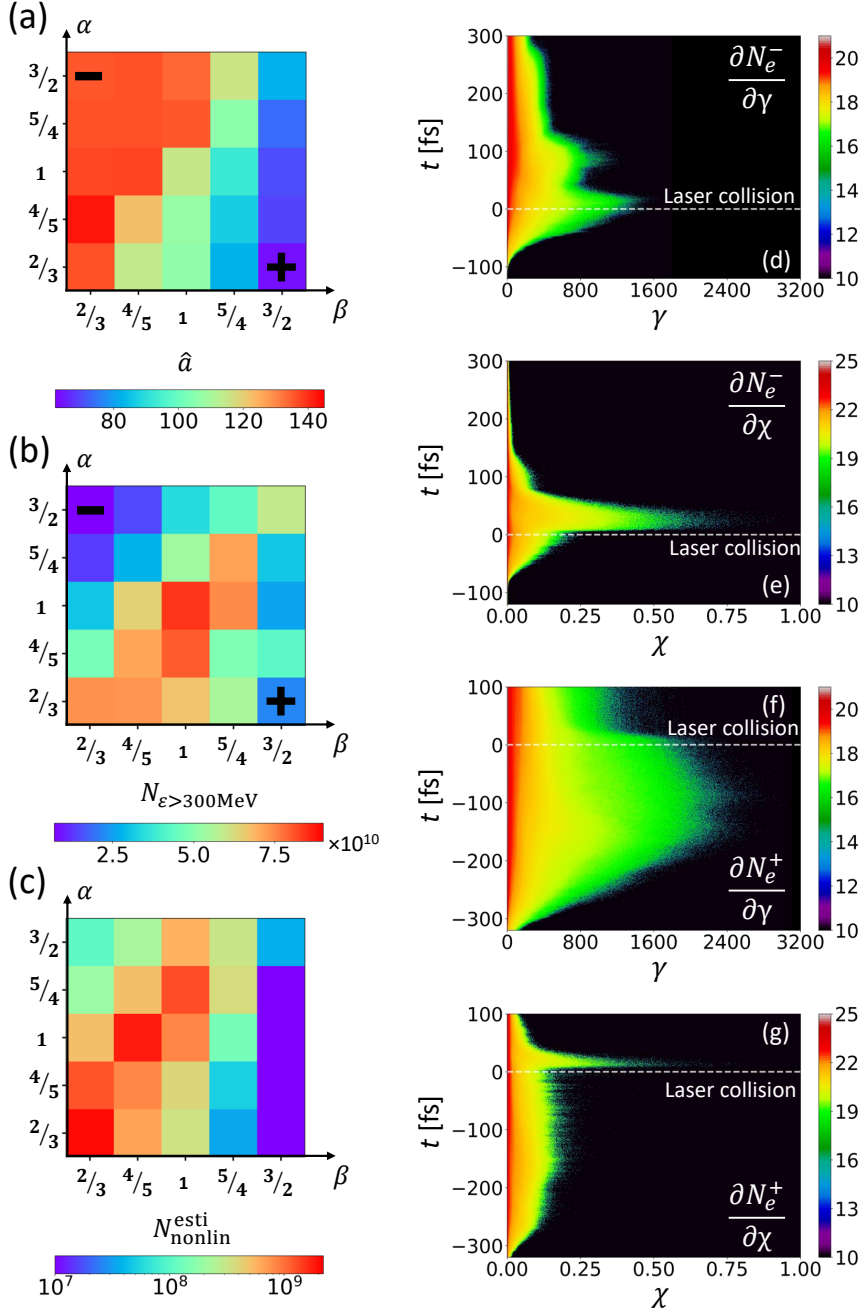 (a)
α
3/2
5/4
1
4/5
2/3
−
+
2/3 4/5 1 5/4 3/2 β
â
80 100 120 140
(b)
α
3/2
5/4
1
4/5
2/3
−
+
2/3 4/5 1 5/4 3/2 β
N_{ε>300MeV}
2.5 5.0 7.5 ×10^{10}
(c)
α
3/2
5/4
1
4/5
2/3
2/3 4/5 1 5/4 3/2 β
N_{nonlin}^{esti}
10^7 10^8 10^9
300
200
100
0
−100
t [fs]
∂N_e^−
∂γ
Laser collision
(d)
0 800 1600 2400 3200
γ
20
18
16
14
12
10
300
200
100
0
−100
t [fs]
∂N_e^−
∂χ
Laser collision
(e)
0.00 0.25 0.50 0.75 1.00
χ
25
22
19
16
13
10
100
0
−100
−200
−300
t [fs]
(f)
Laser collision
∂N_e^+
∂γ
0 800 1600 2400 3200
γ
20
18
16
14
12
10
100
0
−100
−200
−300
t [fs]
(g)
Laser collision
∂N_e^+
∂χ
0.00 0.25 0.50 0.75 1.00
χ
25
22
19
16
13
10